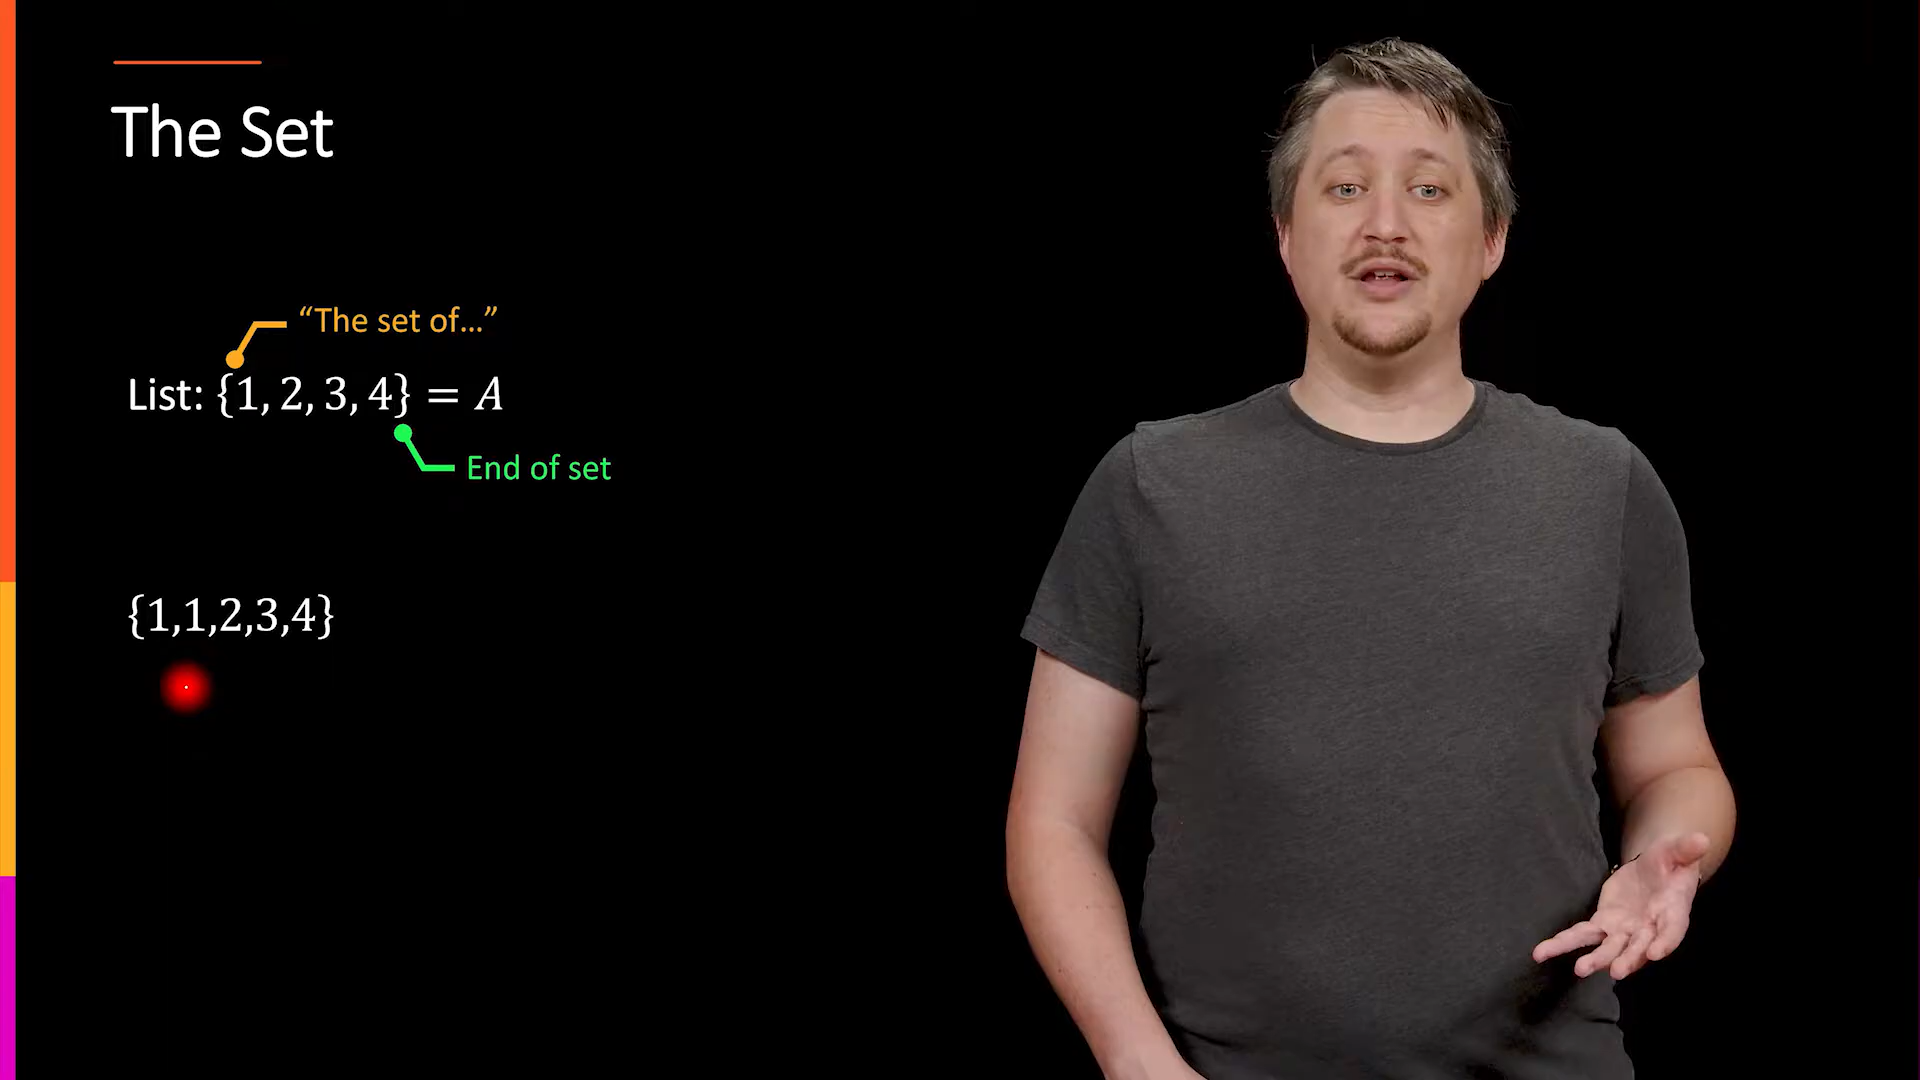 The Set
“The set of...”
List: {1, 2, 3, 4} = A
End of set
{1,1,2,3,4}